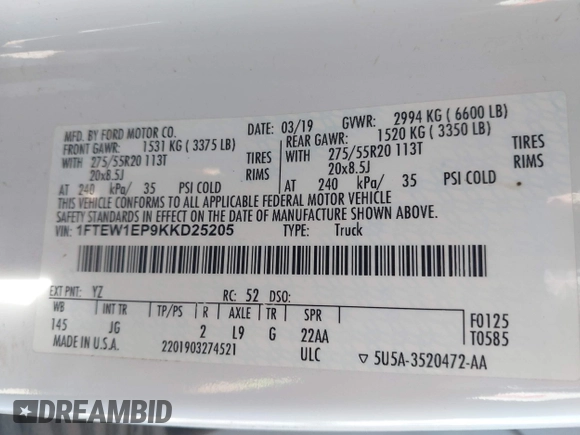 MFD. BY FORD MOTOR CO.
DATE: 03/19 GVWR: 2994 KG ( 6600 LB)
FRONT GAWR: 1531 KG ( 3375 LB)
REAR GAWR: 1520 KG ( 3350 LB)
WITH 275/55R20 113T TIRES
WITH 275/55R20 113T TIRES
20x8.5J RIMS
20x8.5J RIMS
AT 240 kPa/ 35 PSI COLD
AT 240 kPa/ 35 PSI COLD
THIS VEHICLE CONFORMS TO ALL APPLICABLE FEDERAL MOTOR VEHICLE
SAFETY STANDARDS IN EFFECT ON THE DATE OF MANUFACTURE SHOWN ABOVE.
VIN: 1FTEW1EP9KKD25205 TYPE: Truck
EXT PNT: YZ RC: 52 DSO:
WB INT TR TP/PS R AXLE TR SPR
145 JG 2 L9 G 22AA
F0125
T0585
MADE IN U.S.A. 2201903274521 ULC ▽ 5U5A-3520472-AA
DREAMBID